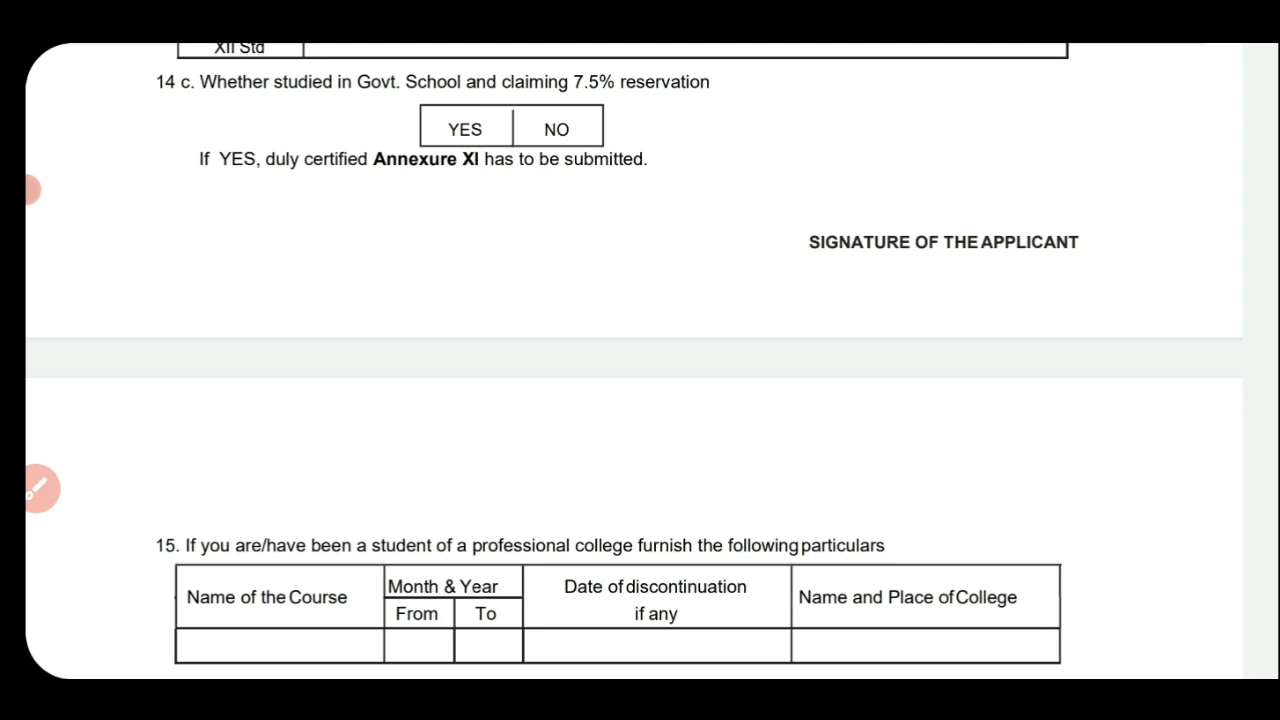 XII Std
14 c. Whether studied in Govt. School and claiming 7.5% reservation
YES NO
If YES, duly certified Annexure XI has to be submitted.
SIGNATURE OF THE APPLICANT
15. If you are/have been a student of a professional college furnish the following particulars
Name of the Course Month & Year Date of discontinuation if any Name and Place of College
From To